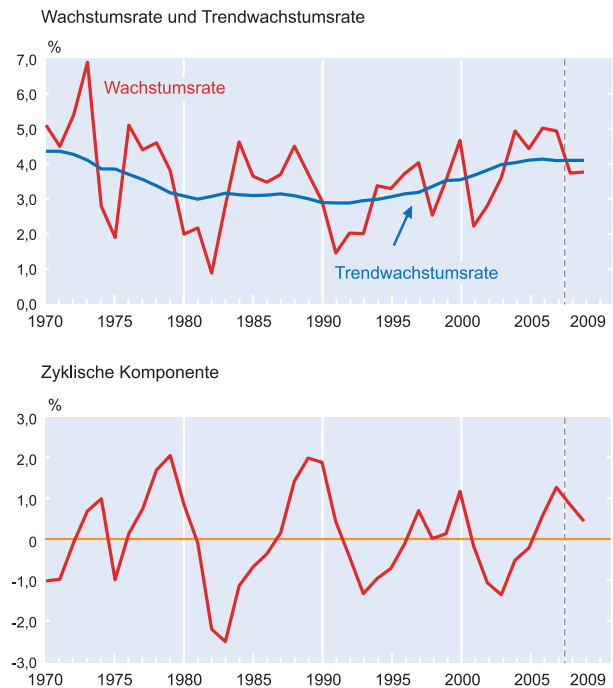 Wachstumsrate und Trendwachstumsrate
%
7,0
Wachstumsrate
6,0
5,0
4,0
3,0
2,0
1,0
Trendwachstumsrate
0,0
1970 1975 1980 1985 1990 1995 2000 2005 2009
Zyklische Komponente
%
3,0
2,0
1,0
0
-1,0
-2,0
-3,0
1970 1975 1980 1985 1990 1995 2000 2005 2009